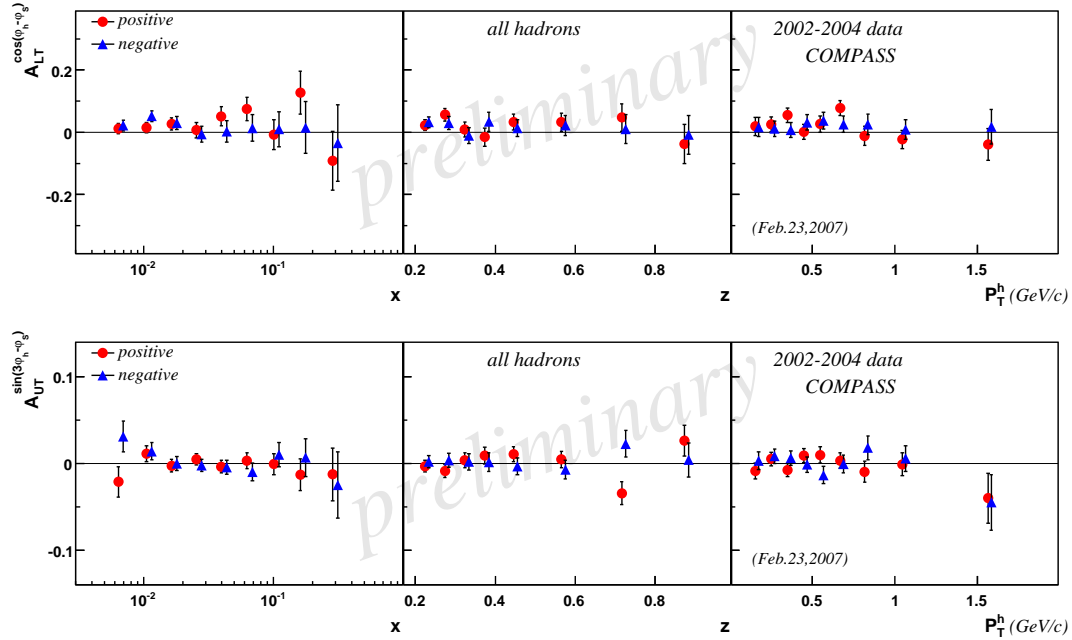 A_LT^cos(φ_h-φ_S)
positive
negative
all hadrons
2002-2004 data
COMPASS
preliminary
(Feb.23,2007)
0.2
0
-0.2
10^-2
10^-1
0.2
0.4
0.6
0.8
0.5
1
1.5
x
z
P_T^h (GeV/c)
A_UT^sin(3φ_h-φ_S)
positive
negative
all hadrons
2002-2004 data
COMPASS
preliminary
(Feb.23,2007)
0.1
0
-0.1
10^-2
10^-1
0.2
0.4
0.6
0.8
0.5
1
1.5
x
z
P_T^h (GeV/c)